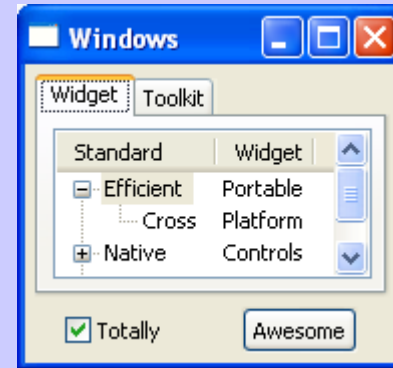 Windows
Widget Toolkit
Standard Widget
Efficient Portable
Cross Platform
Native Controls
Totally Awesome